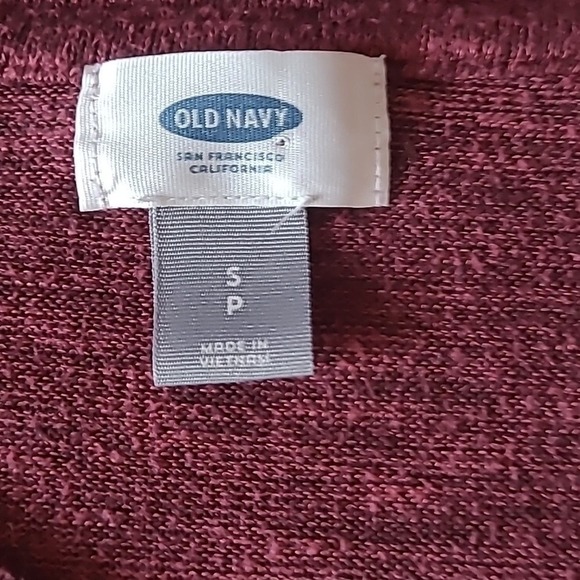 OLD NAVY
SAN FRANCISCO
CALIFORNIA
S
P
MADE IN
VIETNAM